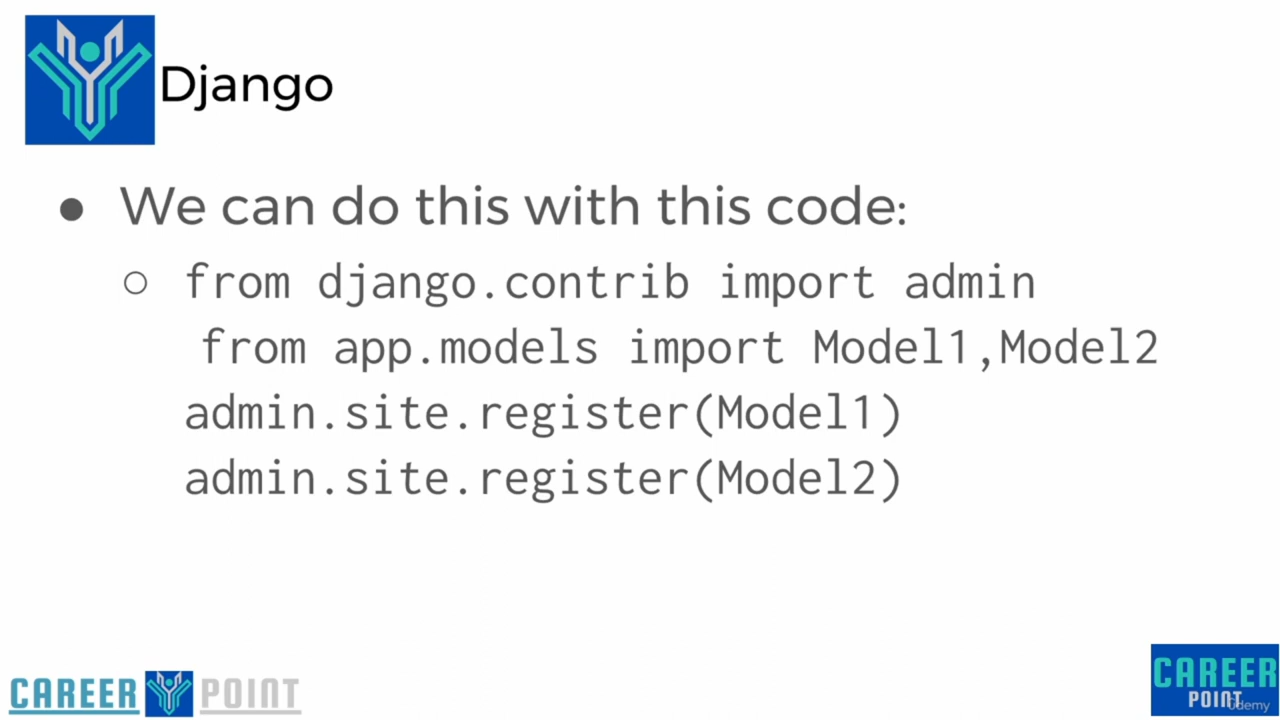 Django
● We can do this with this code:
○ from django.contrib import admin
from app.models import Model1,Model2
admin.site.register(Model1)
admin.site.register(Model2)
CAREER POINT
CAREER
POINT
Udemy